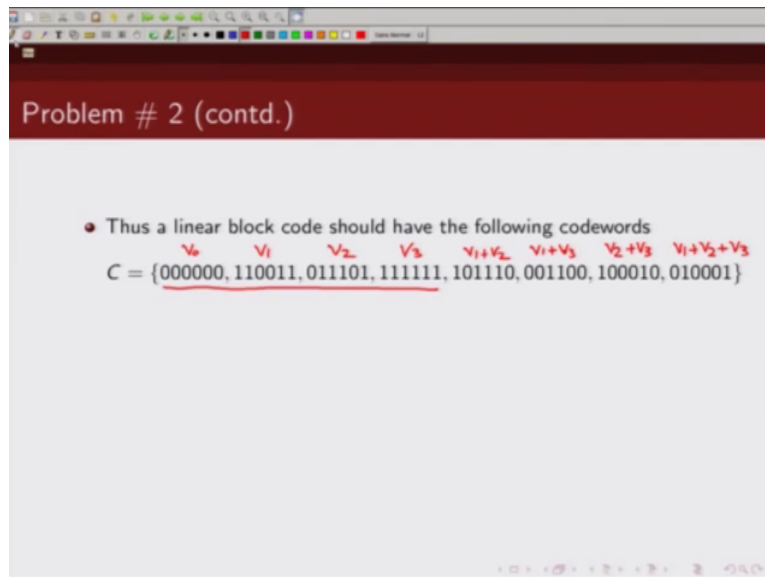 Problem # 2 (contd.)
Thus a linear block code should have the following codewords
V₀ V₁ V₂ V₃ V₁+V₂ V₁+V₃ V₂+V₃ V₁+V₂+V₃
C = {000000, 110011, 011101, 111111, 101110, 001100, 100010, 010001}